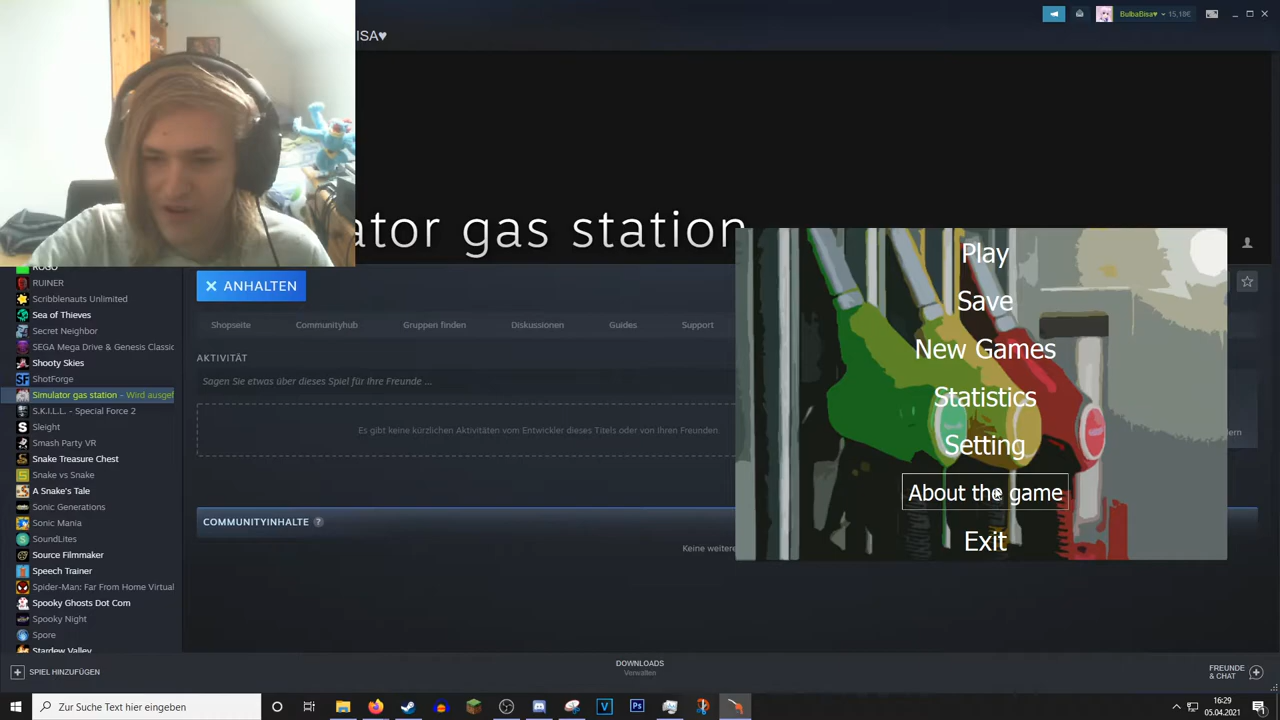 ISA♥
BulbaBisa♥
15,18€
ator gas station
Play
Save
New Games
Statistics
Setting
About the game
Exit
ANHALTEN
Shopseite
Communityhub
Gruppen finden
Diskussionen
Guides
Support
AKTIVITÄT
Sagen Sie etwas über dieses Spiel für Ihre Freunde ...
Es gibt keine kürzlichen Aktivitäten vom Entwickler dieses Titels oder von Ihren Freunden.
COMMUNITYINHALTE ?
Keine weitere
RUINER
Scribblenauts Unlimited
Sea of Thieves
Secret Neighbor
SEGA Mega Drive & Genesis Classic
Shooty Skies
ShotForge
Simulator gas station - Wird ausgef
S.K.I.L.L. - Special Force 2
Sleight
Smash Party VR
Snake Treasure Chest
Snake vs Snake
A Snake's Tale
Sonic Generations
Sonic Mania
SoundLites
Source Filmmaker
Speech Trainer
Spider-Man: Far From Home Virtual
Spooky Ghosts Dot Com
Spooky Night
Spore
Stardew Valley
SPIEL HINZUFÜGEN
DOWNLOADS
Verwalten
FREUNDE
& CHAT
Zur Suche Text hier eingeben
16:29
05.04.2021